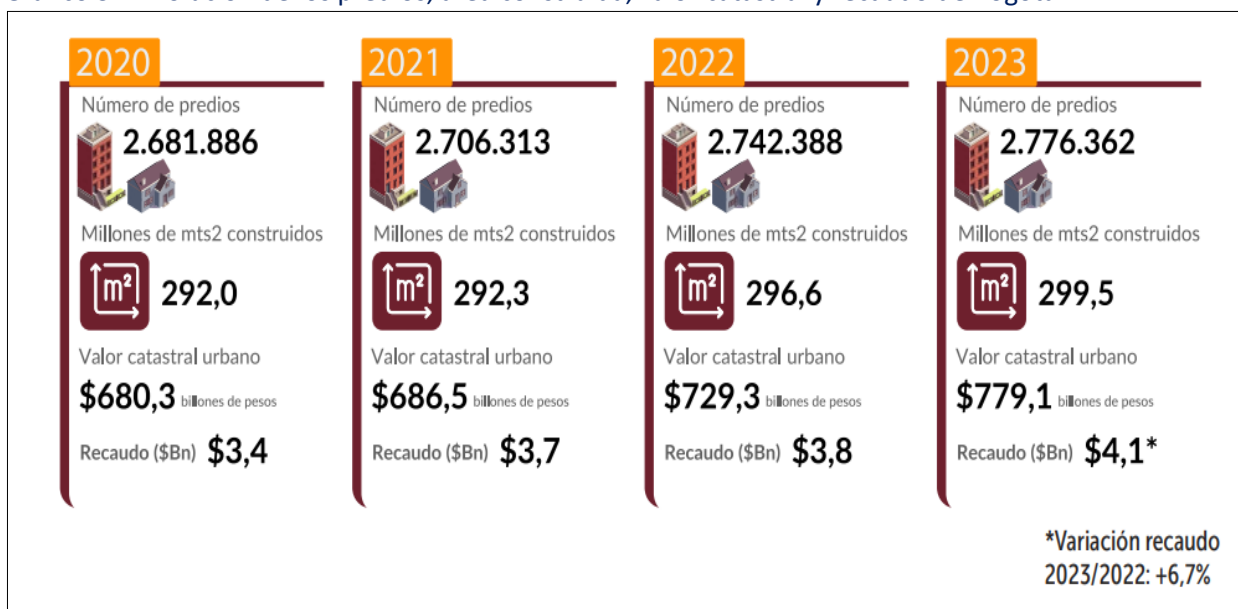 2020
Número de predios
2.681.886
Millones de mts2 construidos
m²
292,0
Valor catastral urbano
$680,3 billones de pesos
Recaudo ($Bn) $3,4
2021
Número de predios
2.706.313
Millones de mts2 construidos
m²
292,3
Valor catastral urbano
$686,5 billones de pesos
Recaudo ($Bn) $3,7
2022
Número de predios
2.742.388
Millones de mts2 construidos
m²
296,6
Valor catastral urbano
$729,3 billones de pesos
Recaudo ($Bn) $3,8
2023
Número de predios
2.776.362
Millones de mts2 construidos
m²
299,5
Valor catastral urbano
$779,1 billones de pesos
Recaudo ($Bn) $4,1*
*Variación recaudo
2023/2022: +6,7%